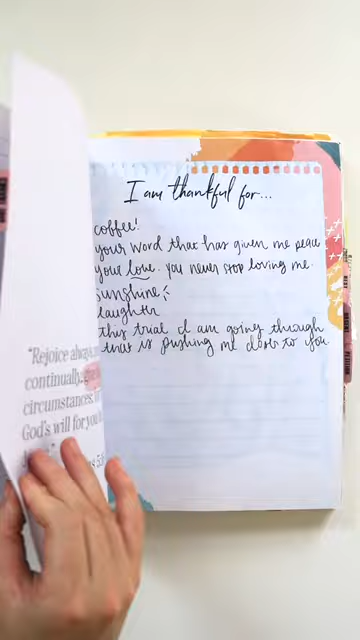 I am thankful for...
coffee!
your word that has given me peace
your love. you never stop loving me.
sunshine
laughter
this trial I am going through
that is pushing me closer to you
"Rejoice always,
continually,
circumstances,
God's will for you